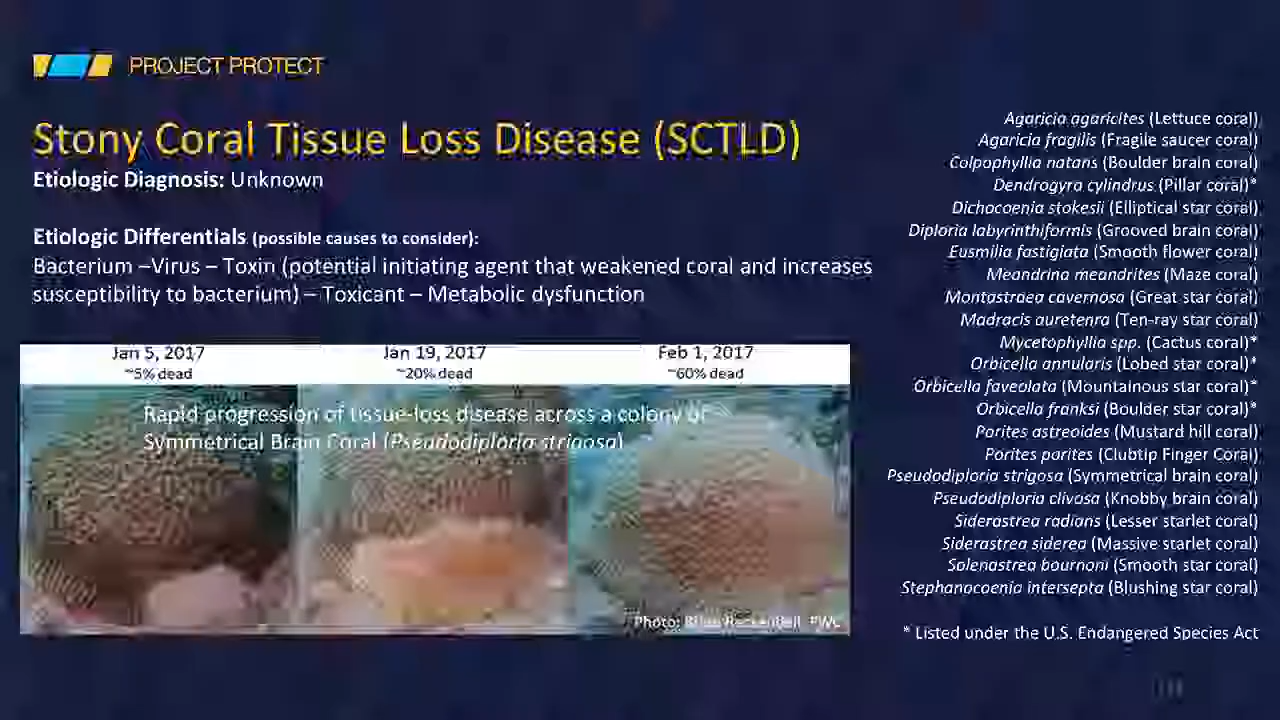 PROJECT PROTECT
Stony Coral Tissue Loss Disease (SCTLD)
Etiologic Diagnosis: Unknown
Etiologic Differentials (possible causes to consider):
Bacterium –Virus – Toxin (potential initiating agent that weakened coral and increases
susceptibility to bacterium) – Toxicant – Metabolic dysfunction
Jan 5, 2017
~5% dead
Jan 19, 2017
~20% dead
Feb 1, 2017
~60% dead
Rapid progression of tissue-loss disease across a colony of
Symmetrical Brain Coral (Pseudodiploria strigosa)
Photo: Brian
Agaricia agaricites (Lettuce coral)
Agaricia fragilis (Fragile saucer coral)
Colpophyllia natans (Boulder brain coral)
Dendrogyra cylindrus (Pillar coral)*
Dichocoenia stokesii (Elliptical star coral)
Diploria labyrinthiformis (Grooved brain coral)
Eusmilia fastigiata (Smooth flower coral)
Meandrina meandrites (Maze coral)
Montastraea cavernosa (Great star coral)
Madracis auretenra (Ten-ray star coral)
Mycetophyllia spp. (Cactus coral)*
Orbicella annularis (Lobed star coral)*
Orbicella faveolata (Mountainous star coral)*
Orbicella franksi (Boulder star coral)*
Porites astreoides (Mustard hill coral)
Porites porites (Clubtip Finger Coral)
Pseudodiploria strigosa (Symmetrical brain coral)
Pseudodiploria clivosa (Knobby brain coral)
Siderastrea radians (Lesser starlet coral)
Siderastrea siderea (Massive starlet coral)
Solenastrea bournoni (Smooth star coral)
Stephanocoenia intersepta (Blushing star coral)
* Listed under the U.S. Endangered Species Act